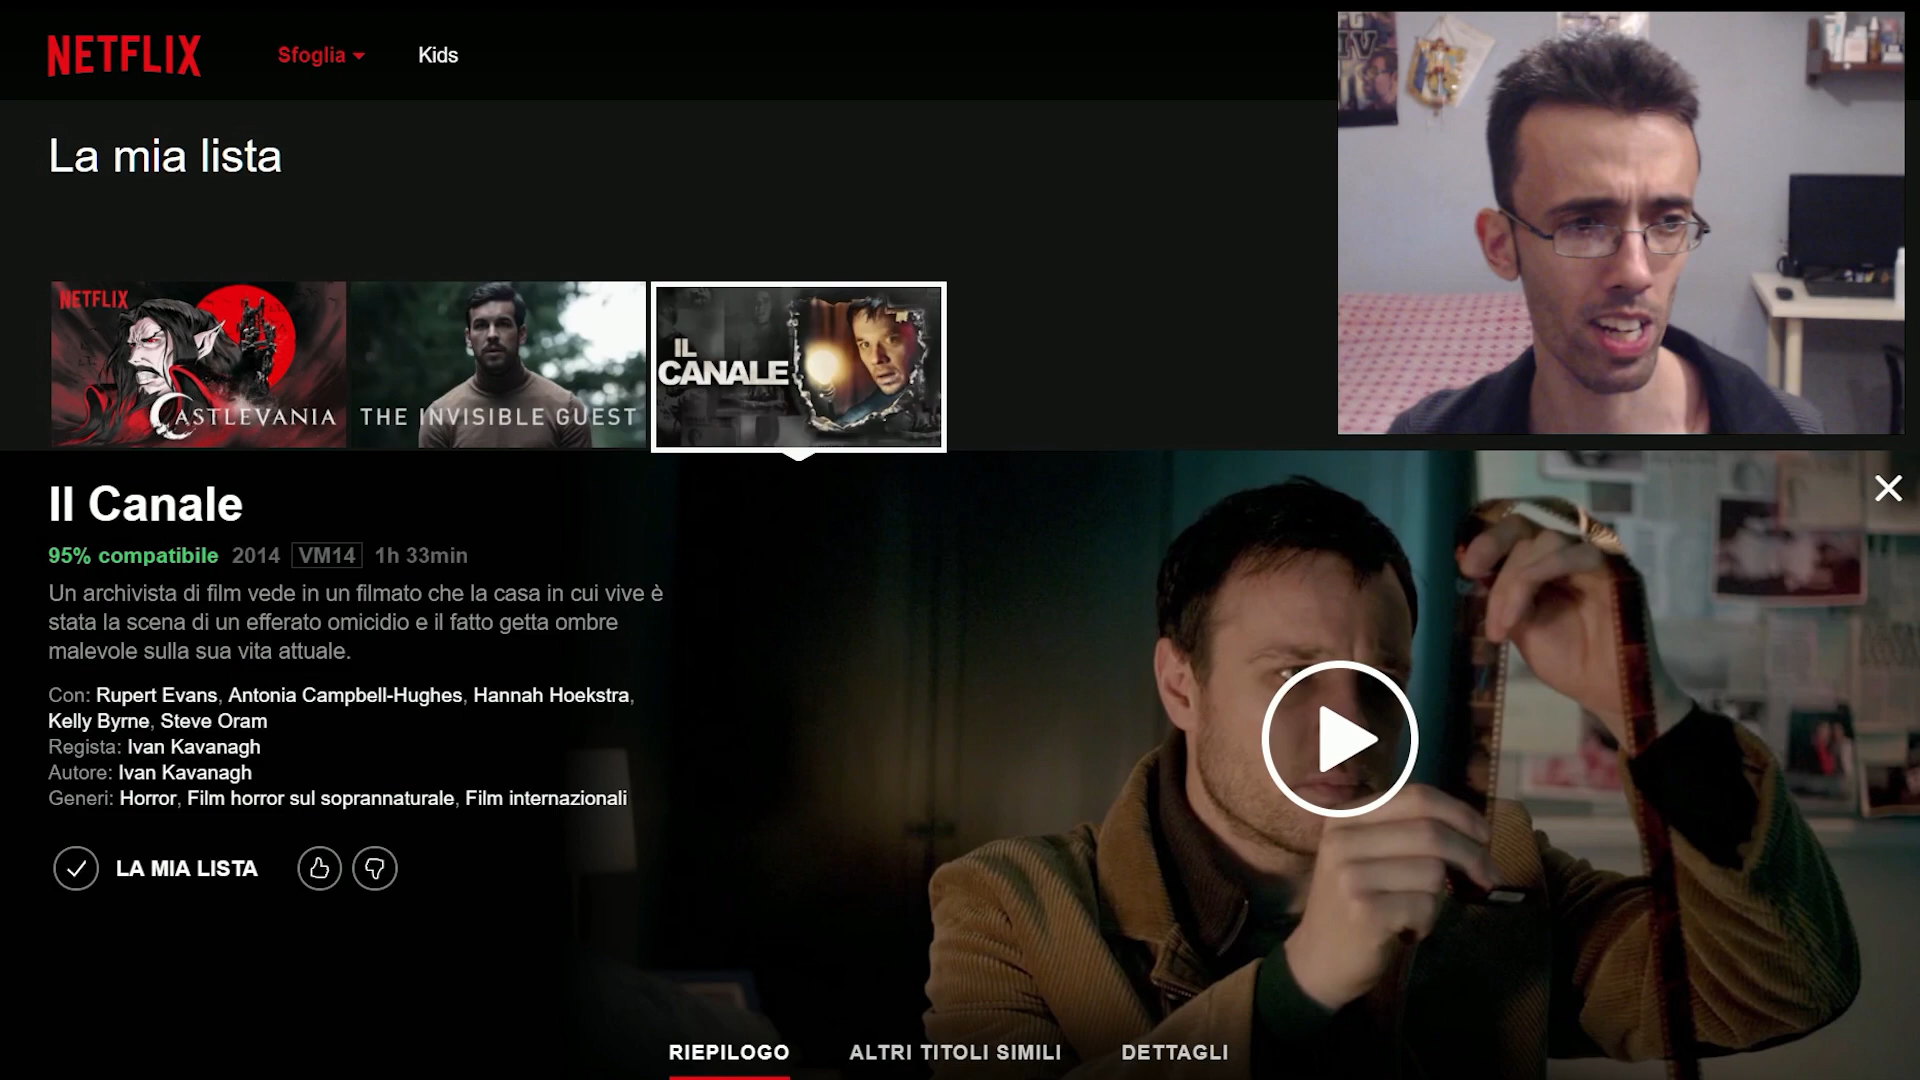 NETFLIX
Sfoglia
Kids
La mia lista
NETFLIX
CASTLEVANIA
THE INVISIBLE GUEST
IL
CANALE
Il Canale
95% compatibile 2014 VM14 1h 33min
Un archivista di film vede in un filmato che la casa in cui vive è
stata la scena di un efferato omicidio e il fatto getta ombre
malevole sulla sua vita attuale.
Con: Rupert Evans, Antonia Campbell-Hughes, Hannah Hoekstra,
Kelly Byrne, Steve Oram
Regista: Ivan Kavanagh
Autore: Ivan Kavanagh
Generi: Horror, Film horror sul soprannaturale, Film internazionali
LA MIA LISTA
RIEPILOGO
ALTRI TITOLI SIMILI
DETTAGLI